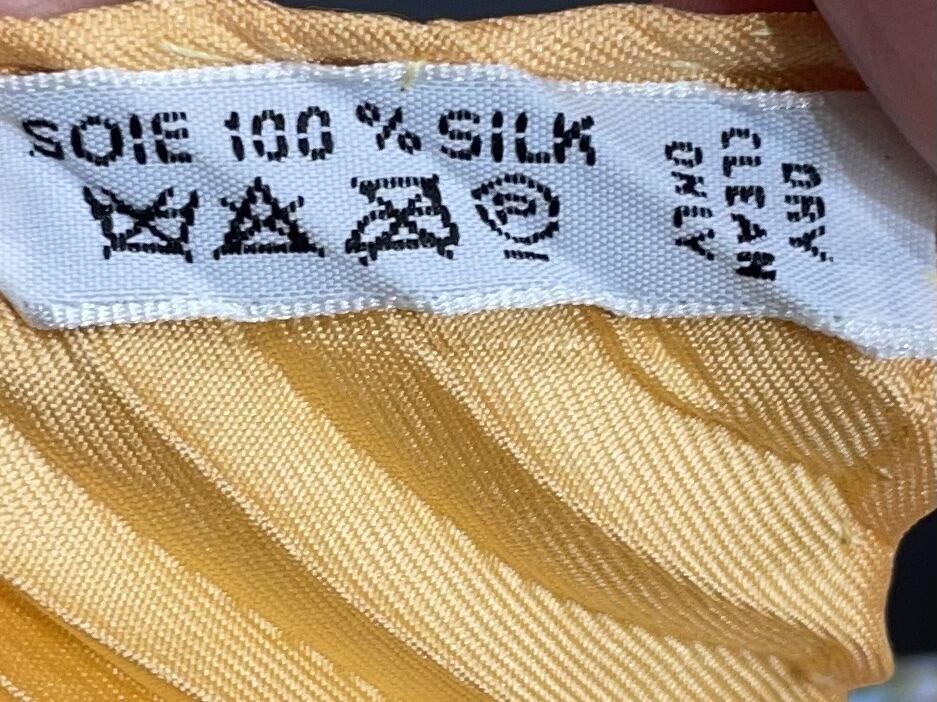 SOIE 100 % SILK
P
DRY
CLEAN
ONLY